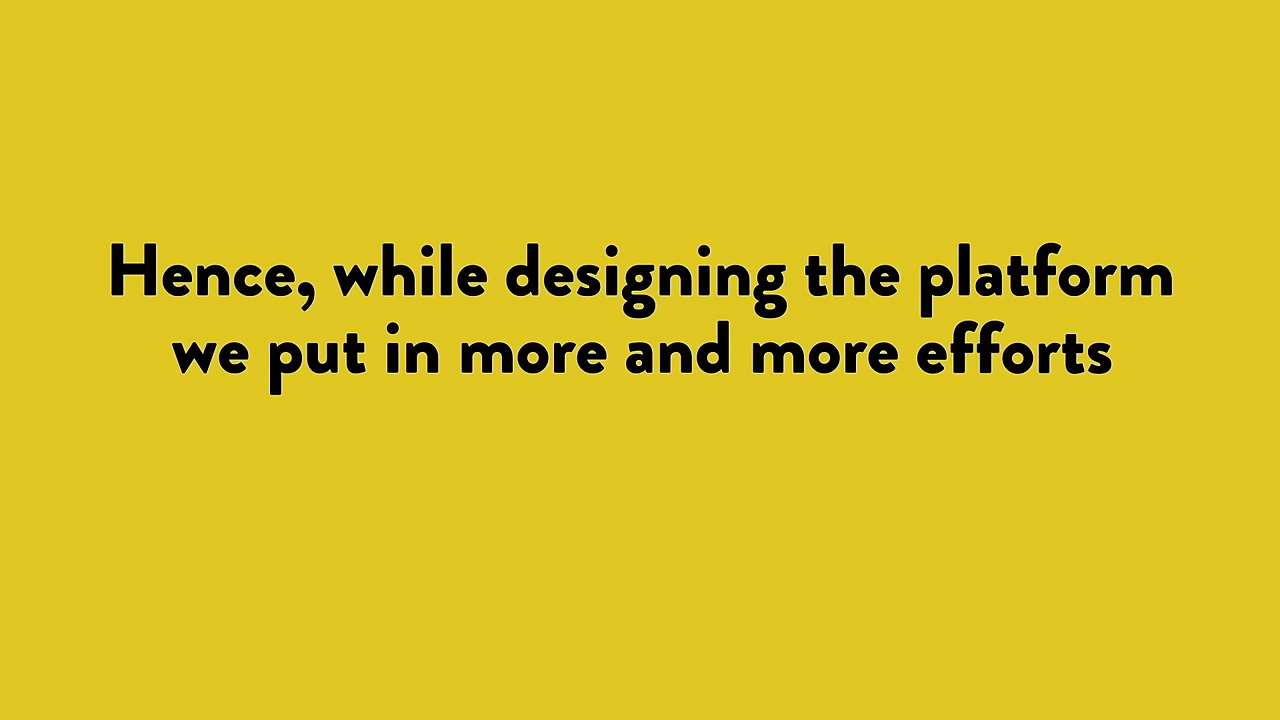 Hence, while designing the platform
we put in more and more efforts